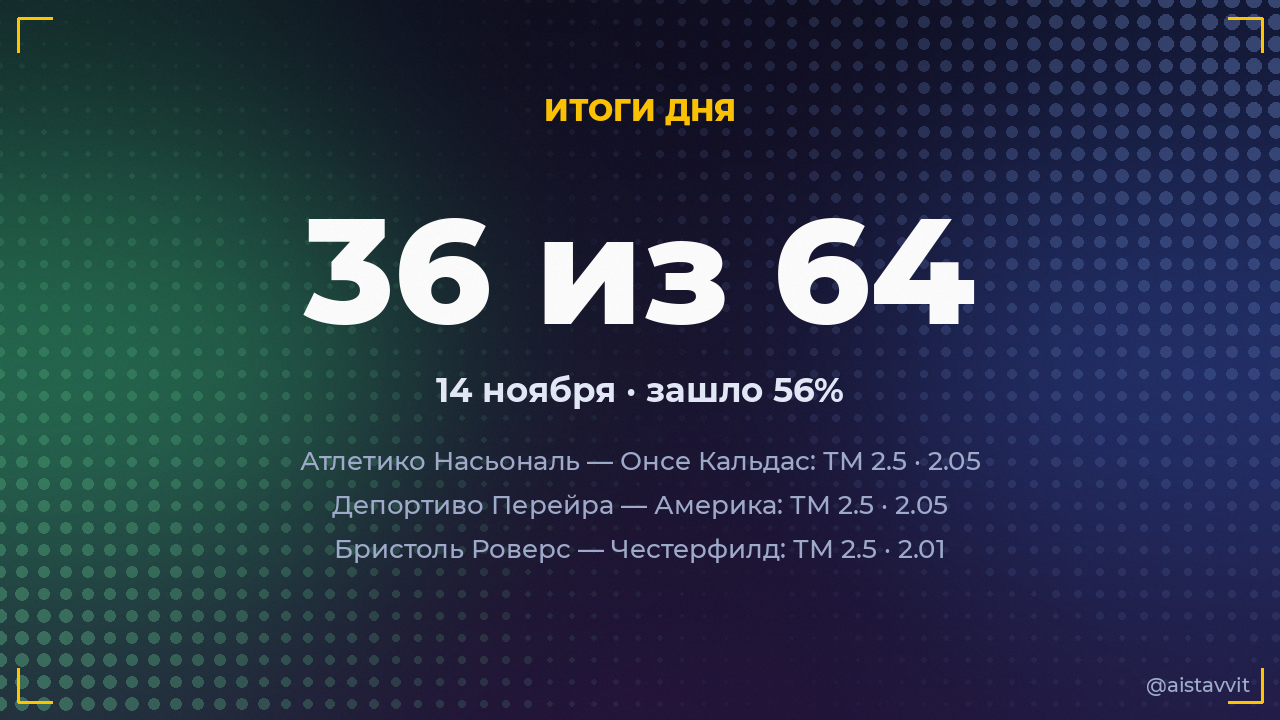 ИТОГИ ДНЯ
36 из 64
14 ноября · зашло 56%
Атлетико Насьональ — Онсе Кальдас: ТМ 2.5 · 2.05
Депортиво Перейра — Америка: ТМ 2.5 · 2.05
Бристоль Роверс — Честерфилд: ТМ 2.5 · 2.01
@aistavvit